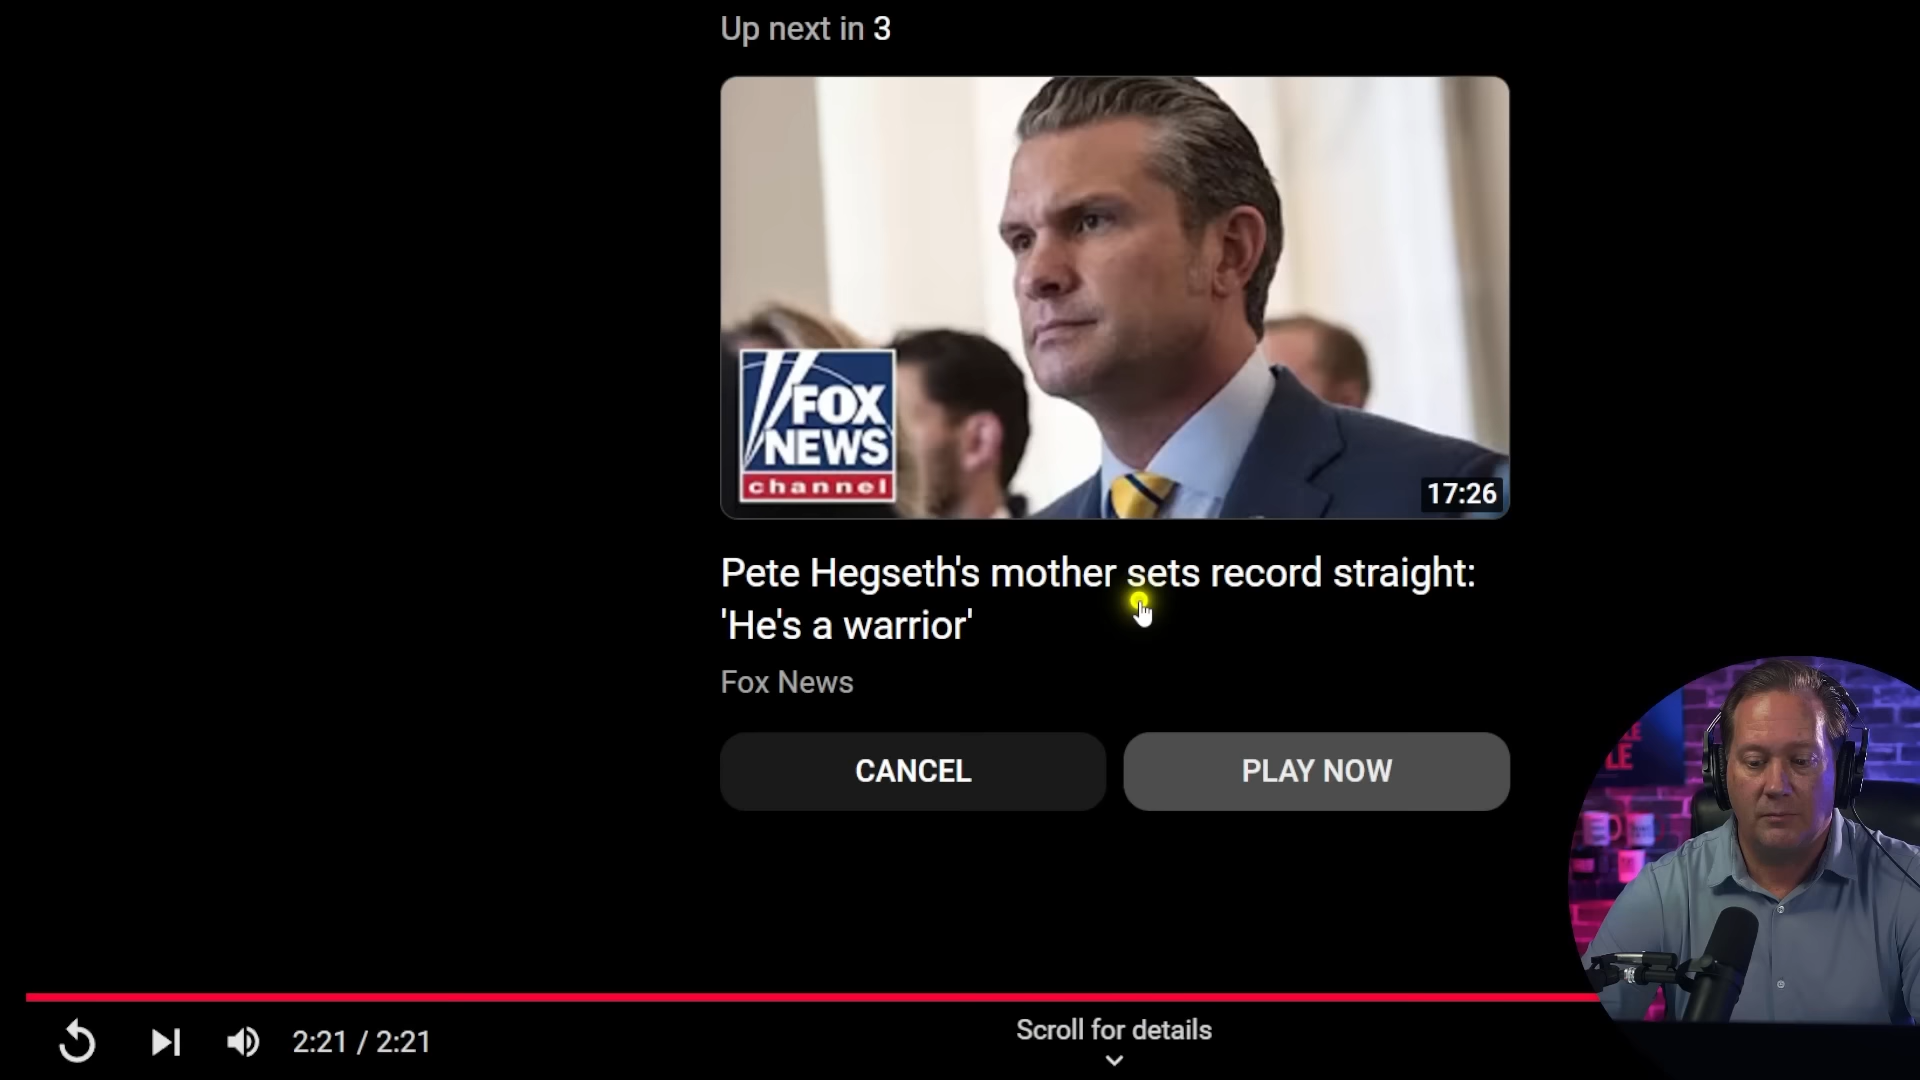 Up next in 3
FOX
NEWS
channel
17:26
Pete Hegseth's mother sets record straight:
'He's a warrior'
Fox News
CANCEL
PLAY NOW
2:21 / 2:21
Scroll for details